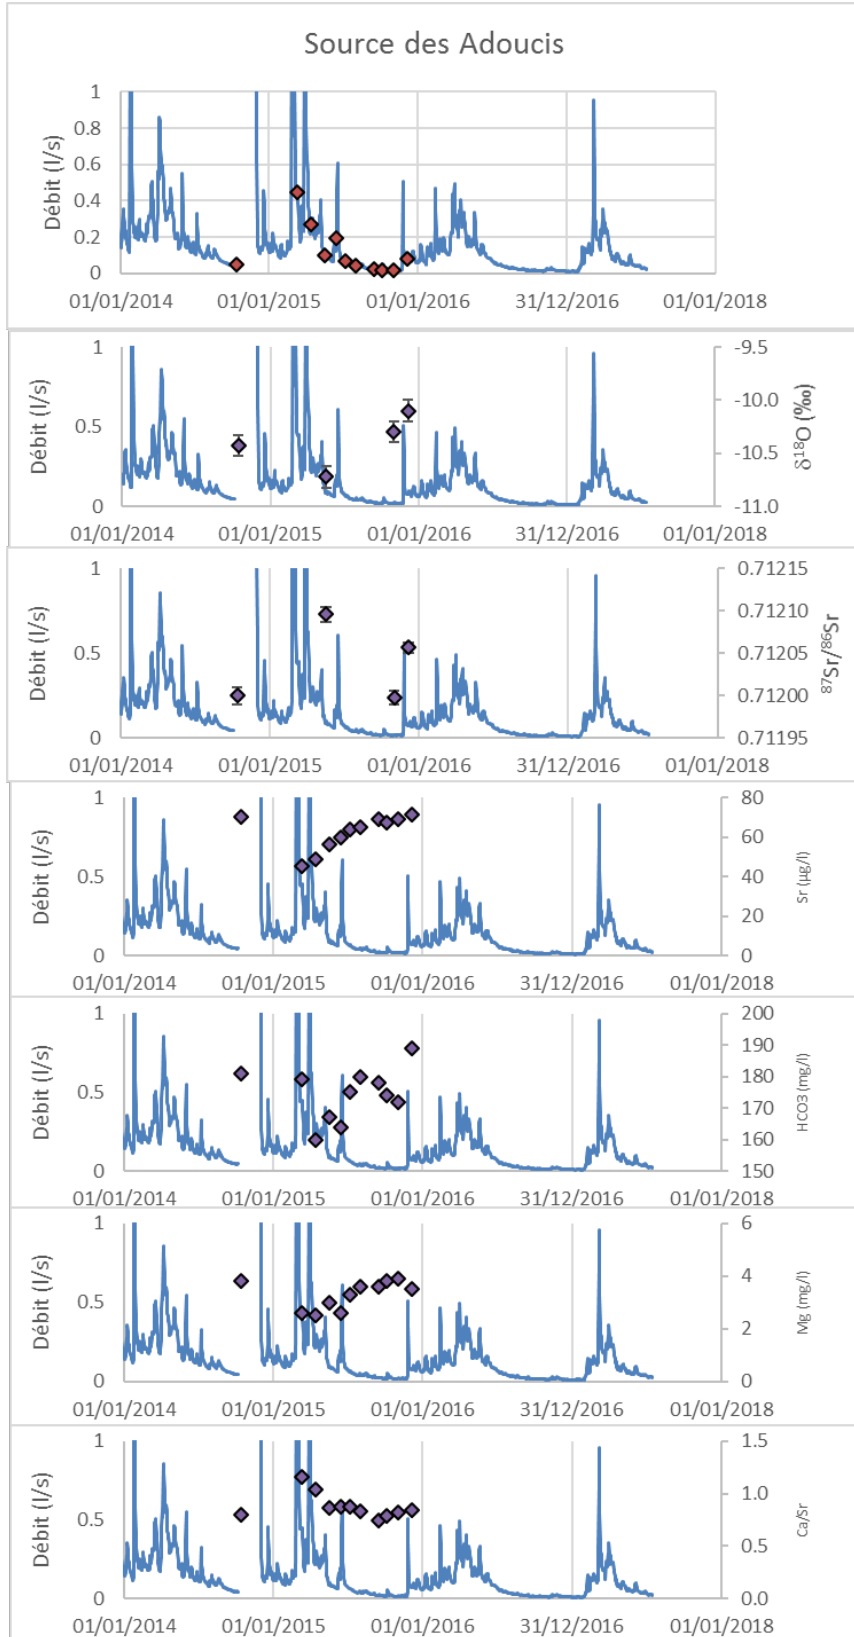 Source des Adoucis
Débit (l/s)
1
0.8
0.6
0.4
0.2
0
01/01/2014 01/01/2015 01/01/2016 31/12/2016 01/01/2018
Débit (l/s)
1
0.5
0
-9.5
-10.0
-10.5
-11.0
δ¹⁸O (‰)
01/01/2014 01/01/2015 01/01/2016 31/12/2016 01/01/2018
Débit (l/s)
1
0.5
0
0.71215
0.71210
0.71205
0.71200
0.71195
⁸⁷Sr/⁸⁶Sr
01/01/2014 01/01/2015 01/01/2016 31/12/2016 01/01/2018
Débit (l/s)
1
0.5
0
80
60
40
20
0
Sr (µg/l)
01/01/2014 01/01/2015 01/01/2016 31/12/2016 01/01/2018
Débit (l/s)
1
0.5
0
200
190
180
170
160
150
HCO3 (mg/l)
01/01/2014 01/01/2015 01/01/2016 31/12/2016 01/01/2018
Débit (l/s)
1
0.5
0
6
4
2
0
Mg (mg/l)
01/01/2014 01/01/2015 01/01/2016 31/12/2016 01/01/2018
Débit (l/s)
1
0.5
0
1.5
1.0
0.5
0.0
Ca/Sr
01/01/2014 01/01/2015 01/01/2016 31/12/2016 01/01/2018